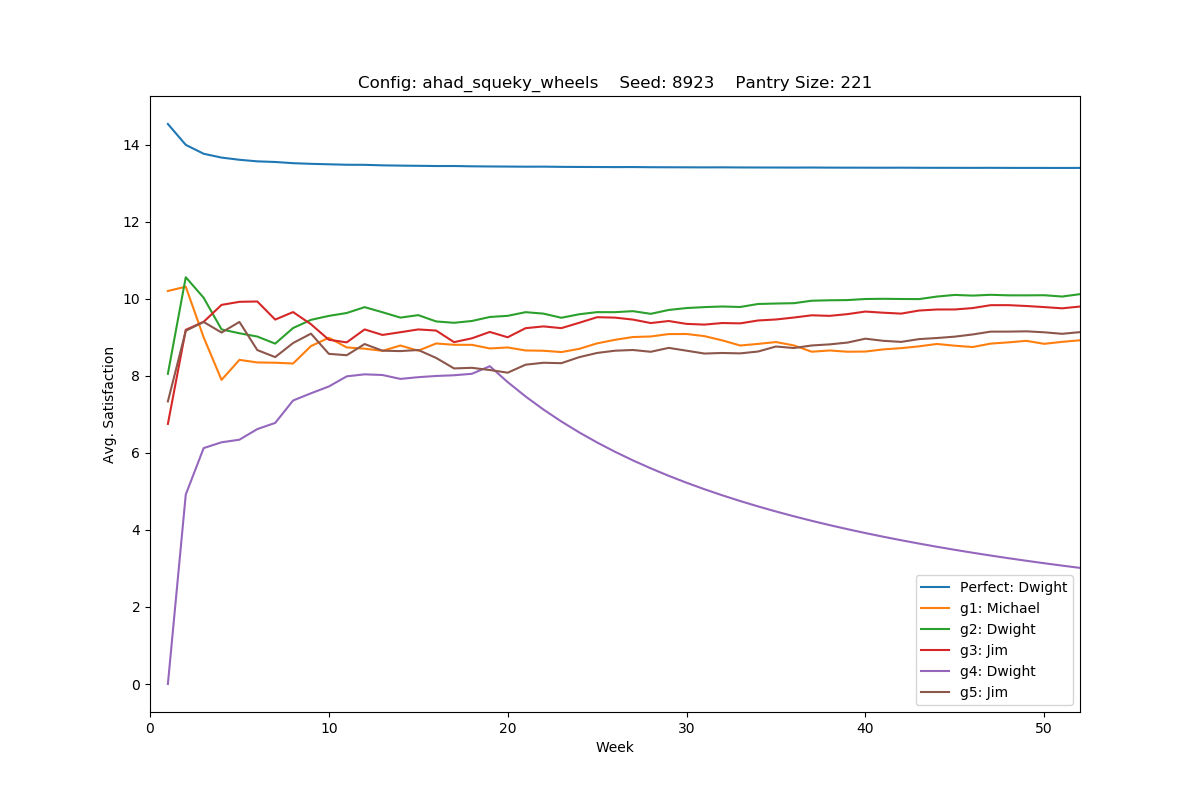 Config: ahad_squeky_wheels    Seed: 8923    Pantry Size: 221
14
12
10
8
6
4
2
0
Avg. Satisfaction
0 10 20 30 40 50
Week
Perfect: Dwight
g1: Michael
g2: Dwight
g3: Jim
g4: Dwight
g5: Jim